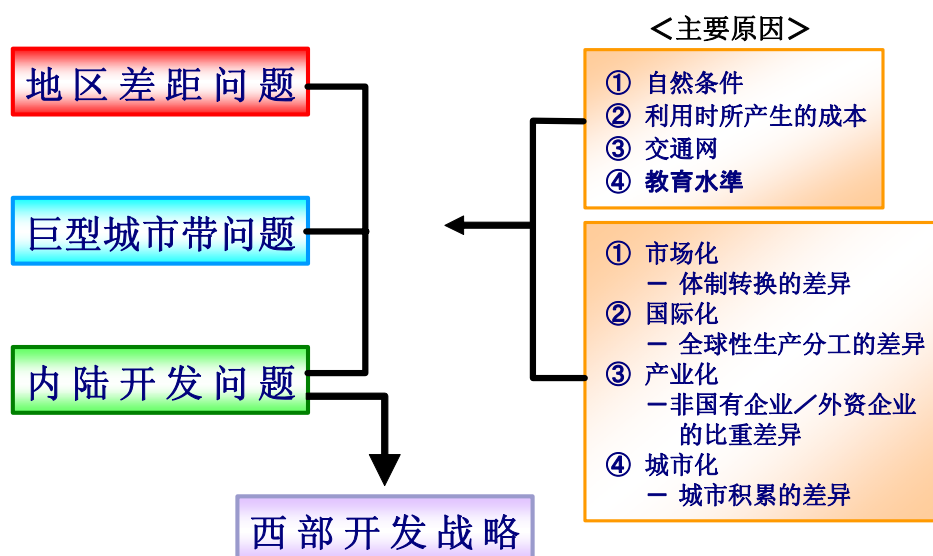 ＜主要原因＞
地区差距问题
巨型城市带问题
内陆开发问题
西部开发战略
① 自然条件
② 利用时所产生的成本
③ 交通网
④ 教育水準
① 市场化
－ 体制转换的差异
② 国际化
－ 全球性生产分工的差异
③ 产业化
－非国有企业／外资企业
的比重差异
④ 城市化
－ 城市积累的差异